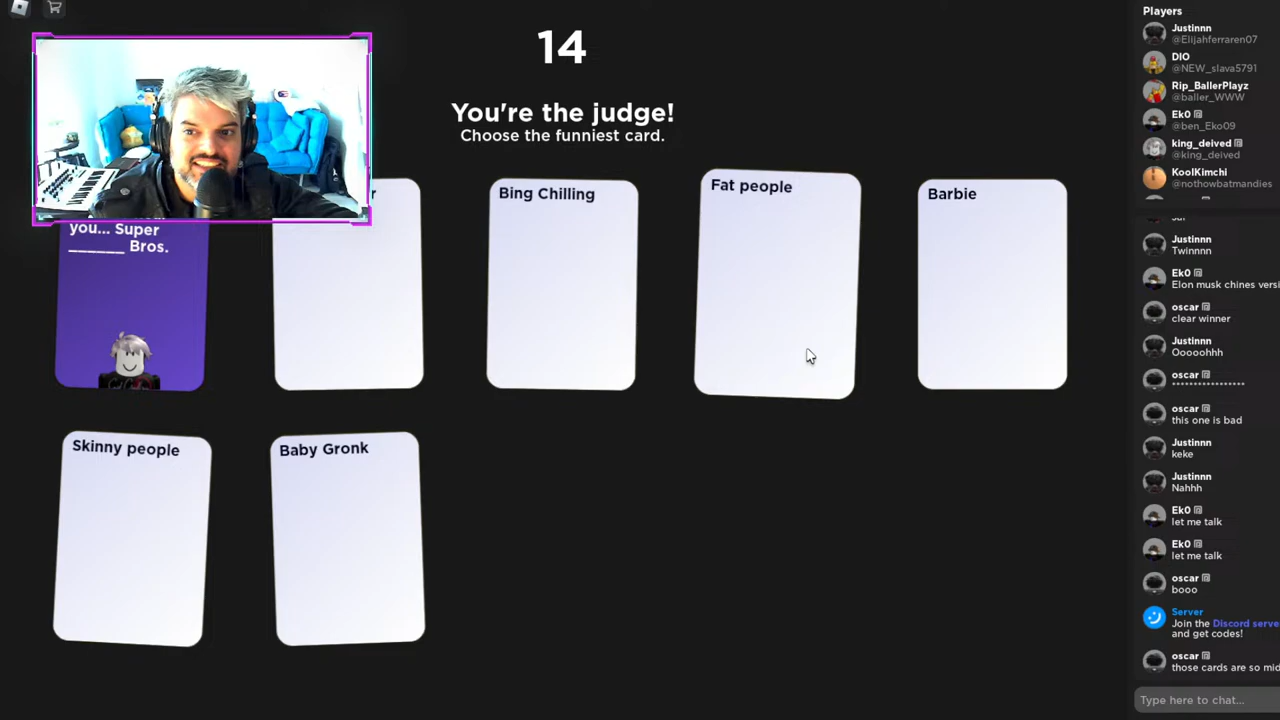 14
You're the judge!
Choose the funniest card.
you... Super
______ Bros.
Bing Chilling
Fat people
Barbie
Skinny people
Baby Gronk
Players
Justinnn
@Elijahferraren07
DIO
@NEW_slava5791
Rip_BallerPlayz
@baller_WWW
Ek0
@ben_Eko09
king_deived
@king_deived
KoolKimchi
@nothowbatmandies
Justinnn
Twinnnn
Ek0
Elon musk chines versi
oscar
clear winner
Justinnn
Ooooohhh
oscar
*****************
oscar
this one is bad
Justinnn
keke
Justinnn
Nahhh
Ek0
let me talk
Ek0
let me talk
oscar
booo
Server
Join the Discord serve
and get codes!
oscar
those cards are so mid
Type here to chat...